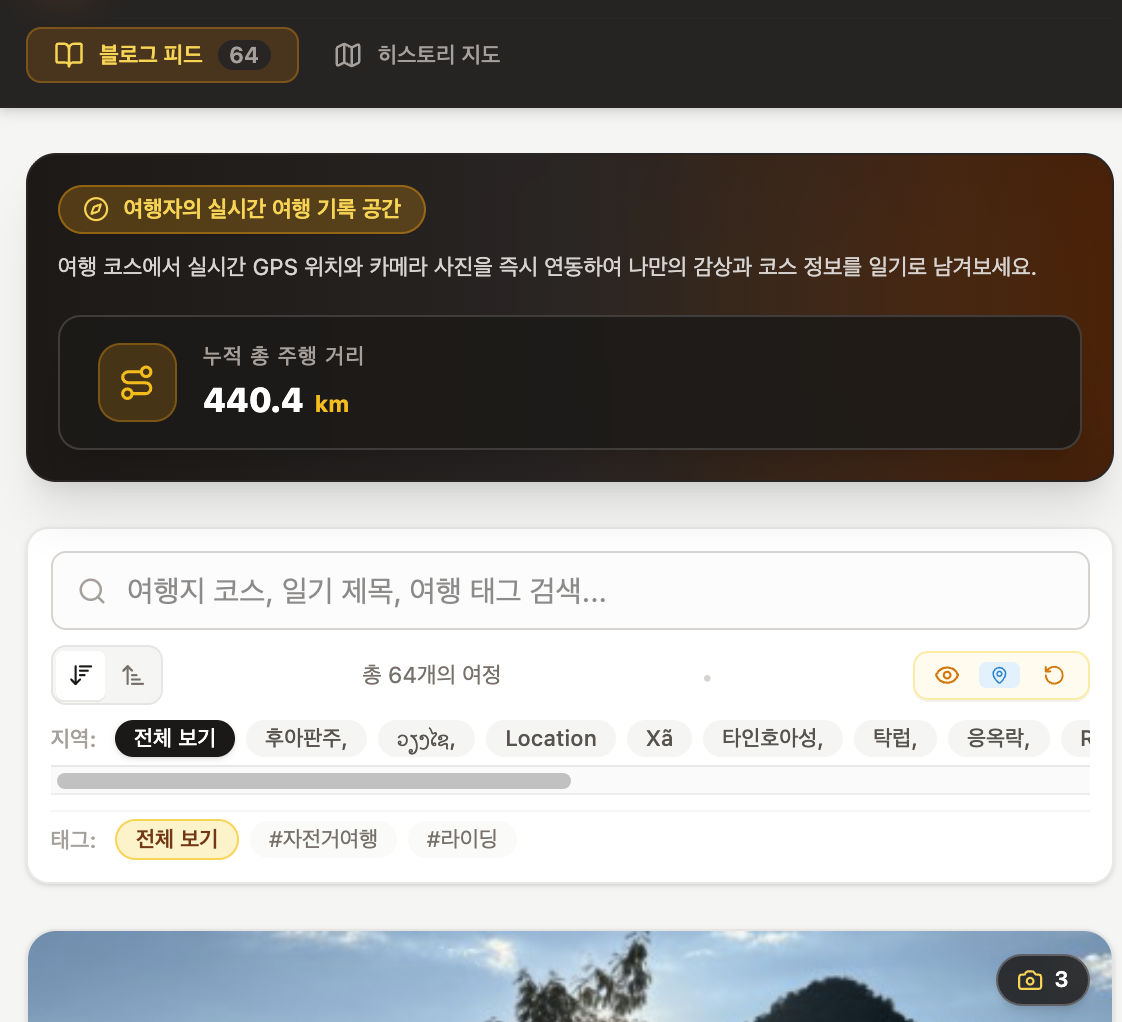 블로그 피드 64 히스토리 지도
여행자의 실시간 여행 기록 공간
여행 코스에서 실시간 GPS 위치와 카메라 사진을 즉시 연동하여 나만의 감상과 코스 정보를 일기로 남겨보세요.
누적 총 주행 거리
440.4 km
여행지 코스, 일기 제목, 여행 태그 검색...
총 64개의 여정
지역: 전체 보기 후아판주, ວຽງໄຊ, Location Xã 타인호아성, 탁럽, 응옥락,
태그: 전체 보기 #자전거여행 #라이딩
3